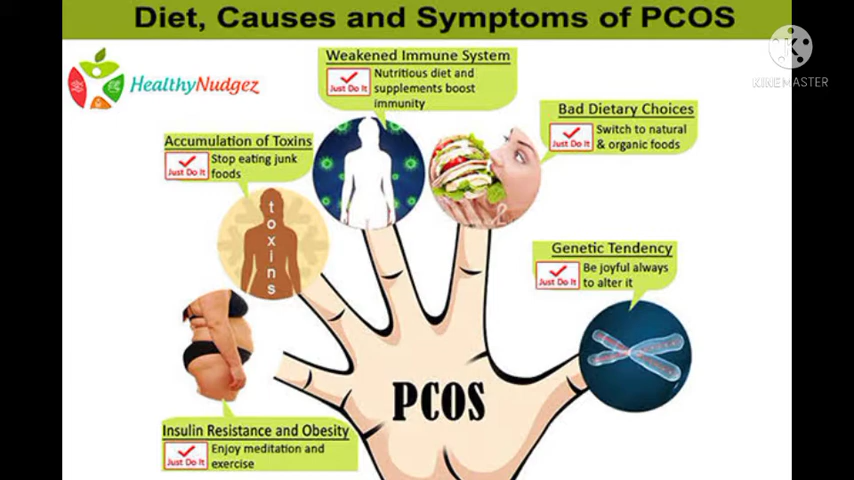 Diet, Causes and Symptoms of PCOS
HealthyNudgez
KINEMASTER
Weakened Immune System
Just Do It
Nutritious diet and
supplements boost
immunity
Bad Dietary Choices
Just Do It
Switch to natural
& organic foods
Accumulation of Toxins
Just Do It
Stop eating junk
foods
toxins
Genetic Tendency
Just Do It
Be joyful always
to alter it
PCOS
Insulin Resistance and Obesity
Just Do It
Enjoy meditation and
exercise